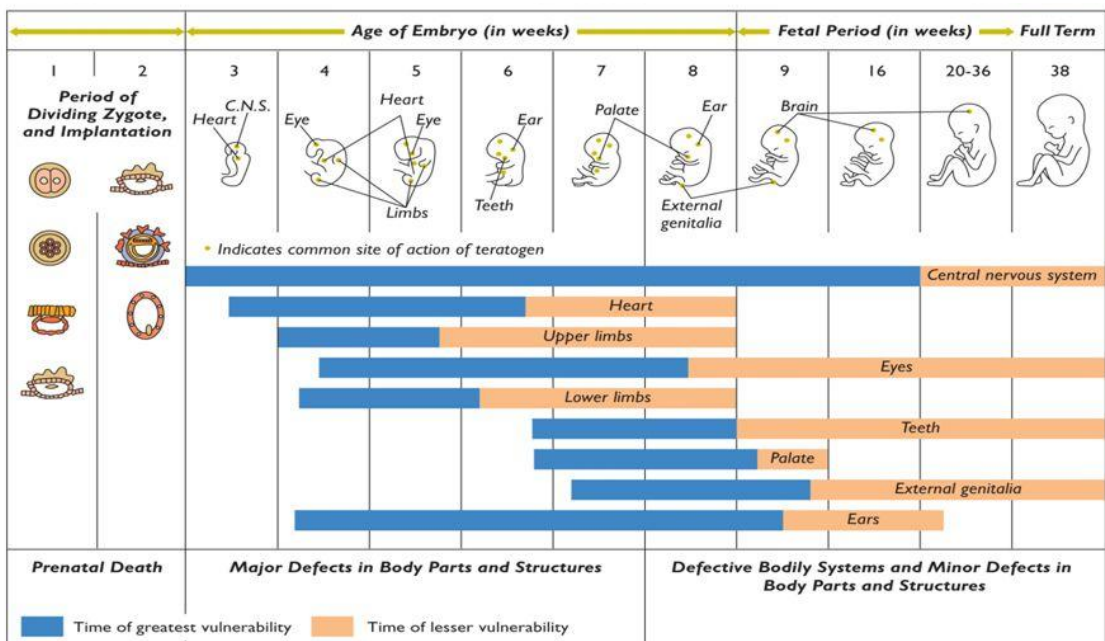 Age of Embryo (in weeks)
Fetal Period (in weeks)
Full Term
1
2
3
4
5
6
7
8
9
16
20-36
38
Period of
Dividing Zygote,
and Implantation
C.N.S.
Heart
Eye
Heart
Eye
Limbs
Ear
Teeth
Palate
Ear
External
genitalia
Brain
Indicates common site of action of teratogen
Central nervous system
Heart
Upper limbs
Eyes
Lower limbs
Teeth
Palate
External genitalia
Ears
Prenatal Death
Major Defects in Body Parts and Structures
Defective Bodily Systems and Minor Defects in
Body Parts and Structures
Time of greatest vulnerability
Time of lesser vulnerability